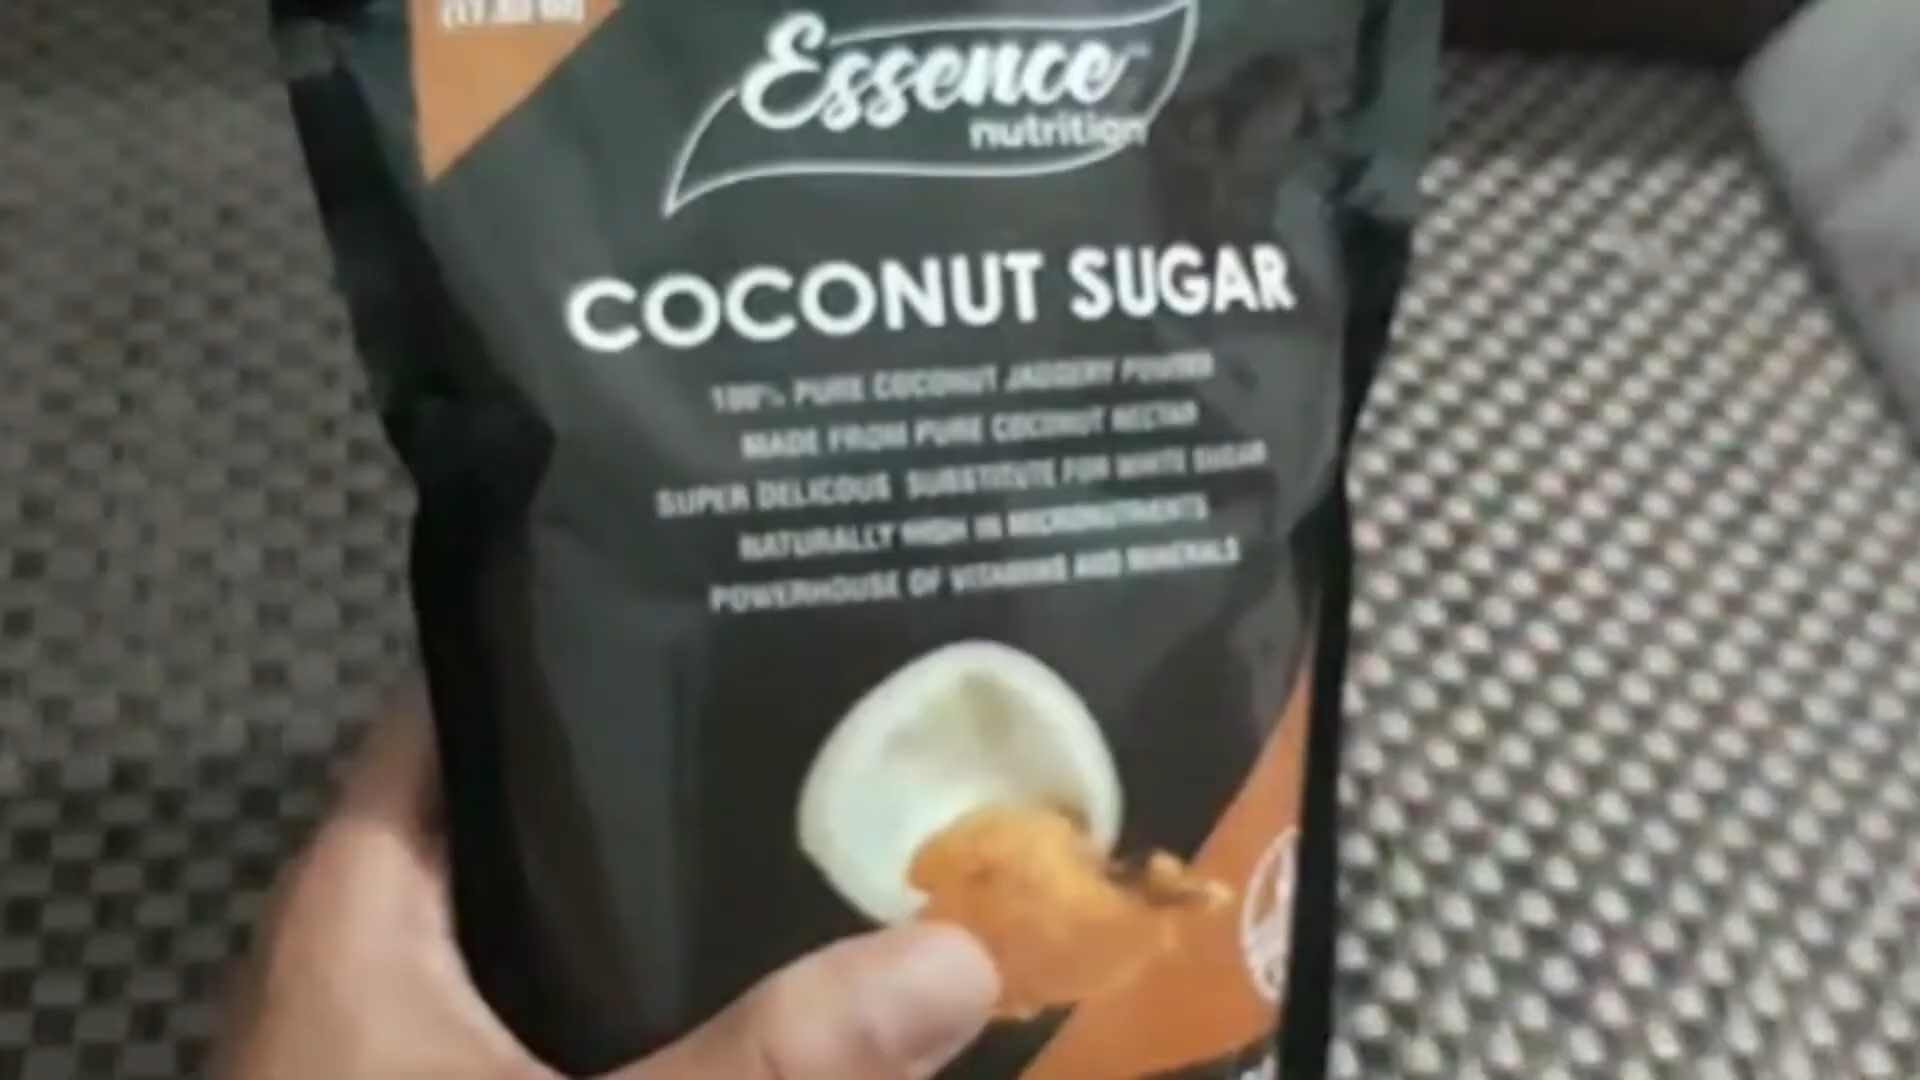 Essence
nutrition
COCONUT SUGAR
100% PURE COCONUT JAGGERY POWDER
MADE FROM PURE COCONUT NECTAR
SUPER DELICOUS SUBSTITUTE FOR WHITE SUGAR
NATURALLY HIGH IN MICRONUTRIENTS
POWERHOUSE OF VITAMINS AND MINERALS